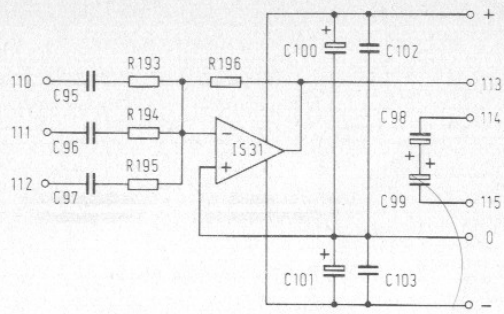 +
+
C100
C102
R193
R196
110
113
C95
C98
114
R194
111
−
+
C96
IS31
R195
+
+
C99
112
115
C97
0
+
C101
C103
−